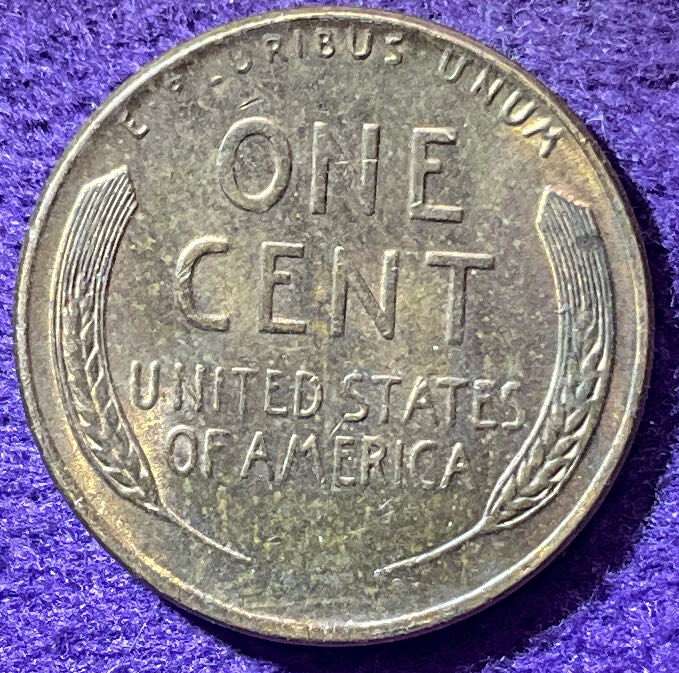 E PLURIBUS UNUM
ONE
CENT
UNITED STATES
OF AMERICA